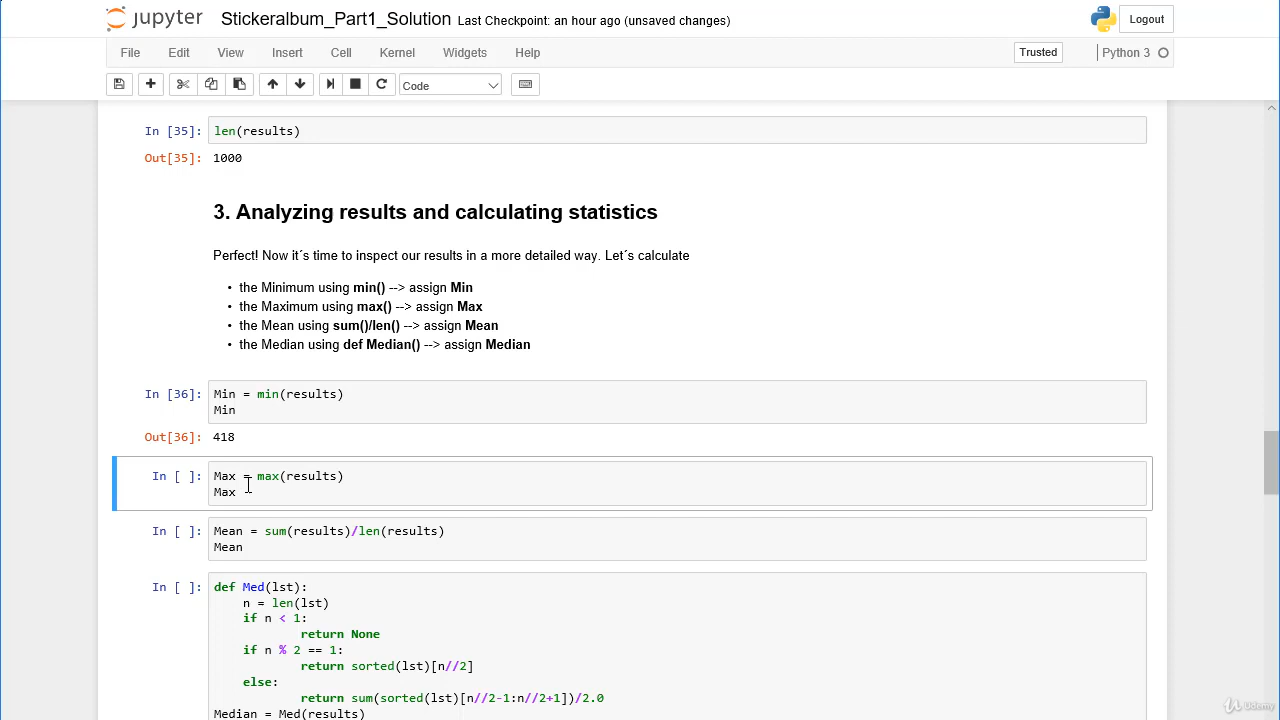 jupyter Stickeralbum_Part1_Solution Last Checkpoint: an hour ago (unsaved changes) Logout
File Edit View Insert Cell Kernel Widgets Help Trusted Python 3
Code
In [35]: len(results)
Out[35]: 1000
3. Analyzing results and calculating statistics
Perfect! Now it´s time to inspect our results in a more detailed way. Let´s calculate
• the Minimum using min() --> assign Min
• the Maximum using max() --> assign Max
• the Mean using sum()/len() --> assign Mean
• the Median using def Median() --> assign Median
In [36]: Min = min(results)
Min
Out[36]: 418
In [ ]: Max = max(results)
Max
In [ ]: Mean = sum(results)/len(results)
Mean
In [ ]: def Med(lst):
n = len(lst)
if n < 1:
return None
if n % 2 == 1:
return sorted(lst)[n//2]
else:
return sum(sorted(lst)[n//2-1:n//2+1])/2.0
Median = Med(results)
Udemy